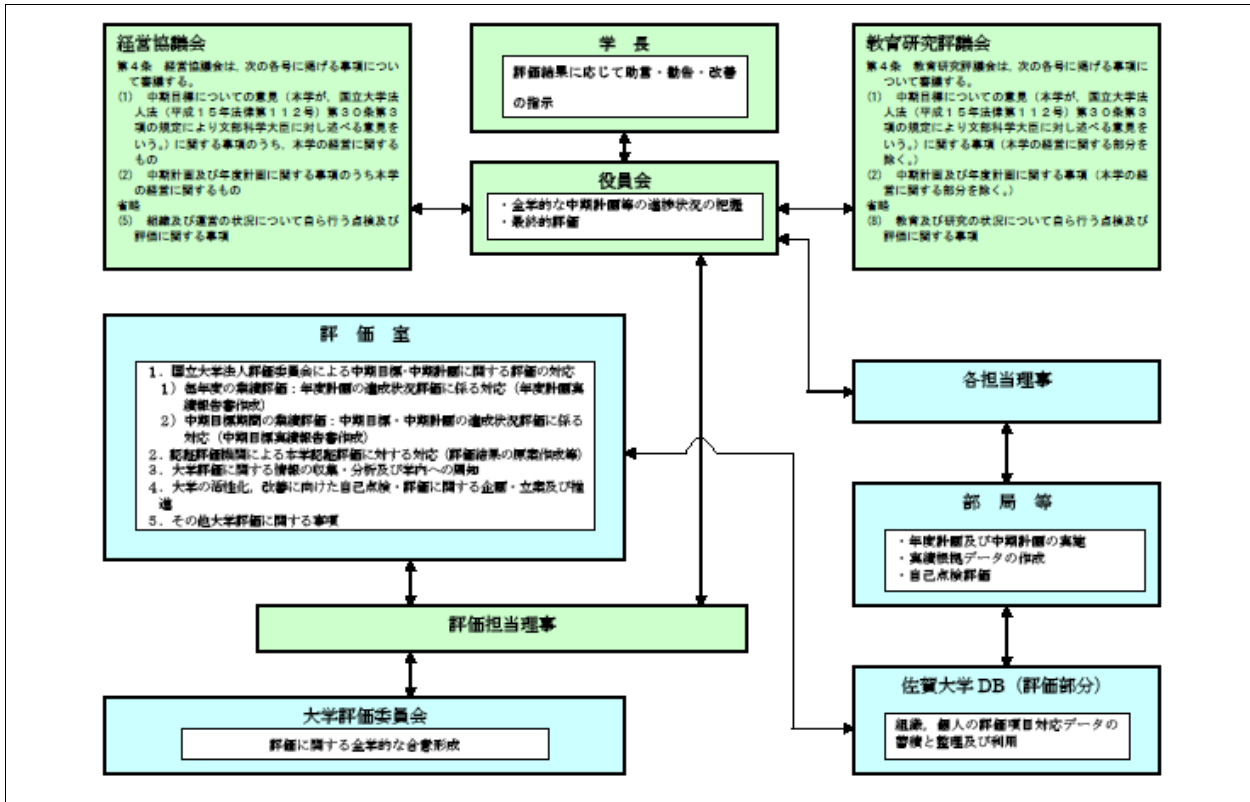 経営協議会
第4条 経営協議会は、次の各号に掲げる事項につい
て審議する。
(1) 中期目標についての意見（本学が、国立大学法
人法（平成１５年法律第１１２号）第３０条第３
項の規定により文部科学大臣に対し述べる意見を
いう。）に関する事項のうち、本学の経営に関する
もの
(2) 中期計画及び年度計画に関する事項のうち本学
の経営に関するもの
省略
(5) 組織及び運営の状況について自ら行う点検及び
評価に関する事項
学 長
評価結果に応じて助言・勧告・改善
の指示
役員会
・全学的な中期計画等の進捗状況の把握
・最終的評価
教育研究評議会
第4条 教育研究評議会は、次の各号に掲げる事項に
ついて審議する。
(1) 中期目標についての意見（本学が、国立大学法
人法（平成１５年法律第１１２号）第３０条第３
項の規定により文部科学大臣に対し述べる意見を
いう。）に関する事項（本学の経営に関する部分を
除く。）
(2) 中期計画及び年度計画に関する事項（本学の経
営に関する部分を除く。）
省略
(8) 教育及び研究の状況について自ら行う点検及び
評価に関する事項
評 価 室
１．国立大学法人評価委員会による中期目標・中期計画に関する評価の対応
１）毎年度の業績評価：年度計画の達成状況評価に係る対応（年度計画実
績報告書作成）
２）中期目標期間の業績評価：中期目標・中期計画の達成状況評価に係る
対応（中期目標実績報告書作成）
２．認証評価機関による本学認証評価に対する対応（評価結果の原案作成等）
３．大学評価に関する情報の収集・分析及び学内への周知
４．大学の活性化、改善に向けた自己点検・評価に関する企画・立案及び推
進
５．その他大学評価に関する事項
各担当理事
部 局 等
・年度計画及び中期計画の実施
・実績根拠データの作成
・自己点検評価
評価担当理事
大学評価委員会
評価に関する全学的な合意形成
佐賀大学 DB（評価部分）
組織、個人の評価項目対応データの
蓄積と整理及び利用